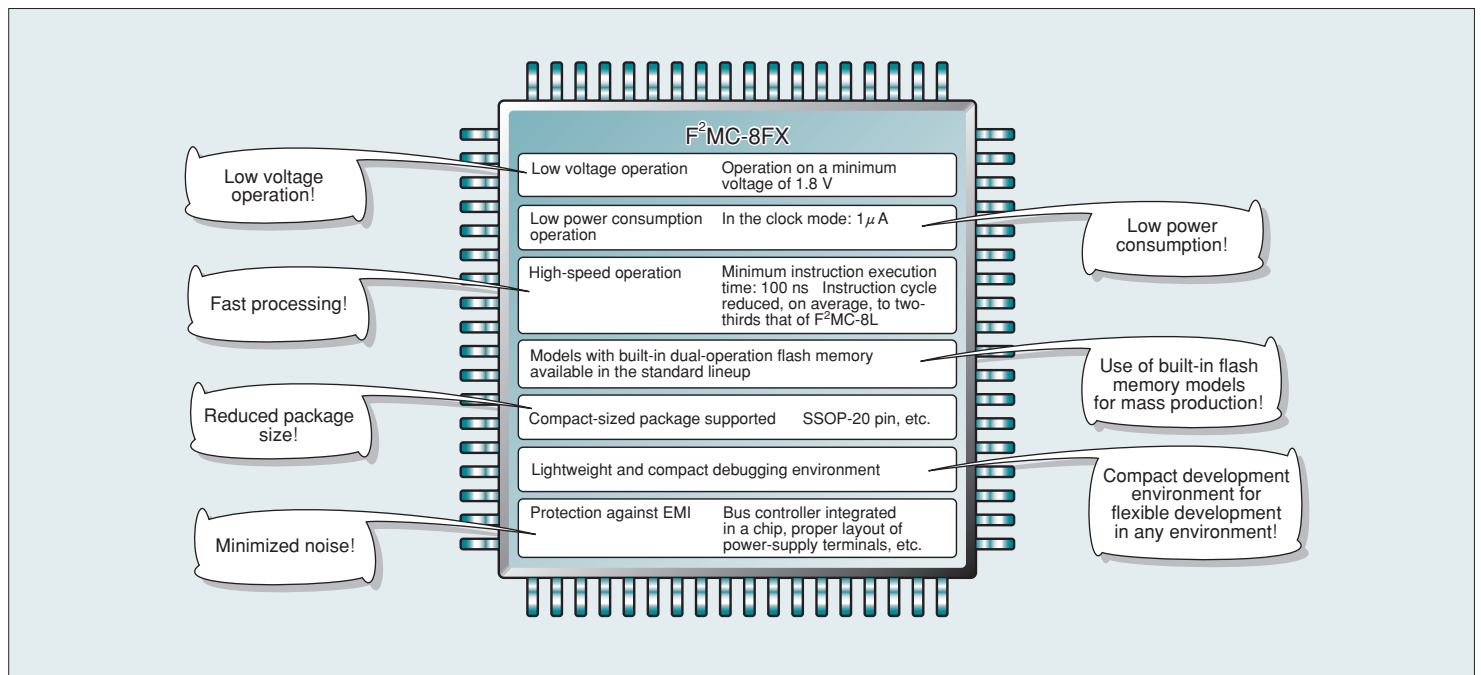 F²MC-8FX
Low voltage operation Operation on a minimum
voltage of 1.8 V
Low power consumption In the clock mode: 1μA
operation
High-speed operation Minimum instruction execution
time: 100 ns Instruction cycle
reduced, on average, to two-
thirds that of F²MC-8L
Models with built-in dual-operation flash memory
available in the standard lineup
Compact-sized package supported SSOP-20 pin, etc.
Lightweight and compact debugging environment
Protection against EMI Bus controller integrated
in a chip, proper layout of
power-supply terminals, etc.
Low voltage
operation!
Fast processing!
Reduced package
size!
Minimized noise!
Low power
consumption!
Use of built-in flash
memory models
for mass production!
Compact development
environment for
flexible development
in any environment!